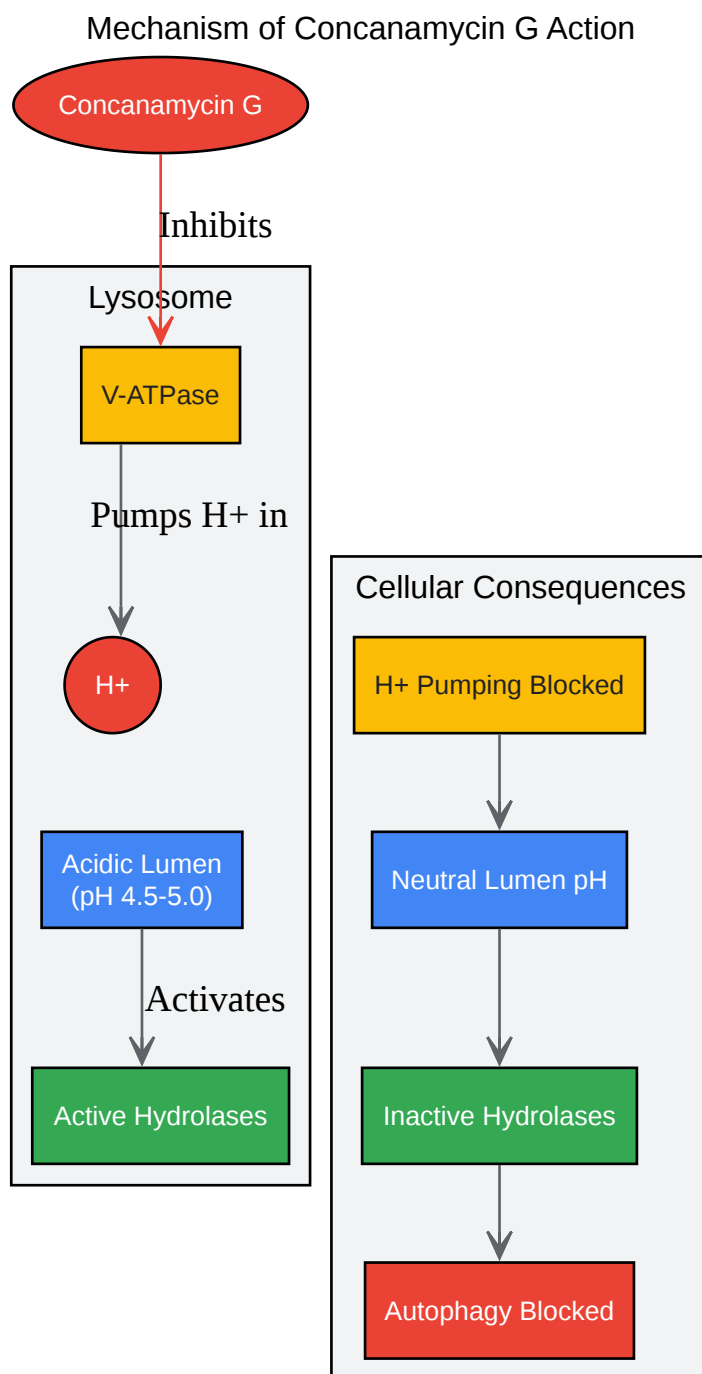 Mechanism of Concanamycin G Action
Concanamycin G
Inhibits
Lysosome
V-ATPase
Pumps H+ in
H+
Acidic Lumen
(pH 4.5-5.0)
Activates
Active Hydrolases
Cellular Consequences
H+ Pumping Blocked
Neutral Lumen pH
Inactive Hydrolases
Autophagy Blocked